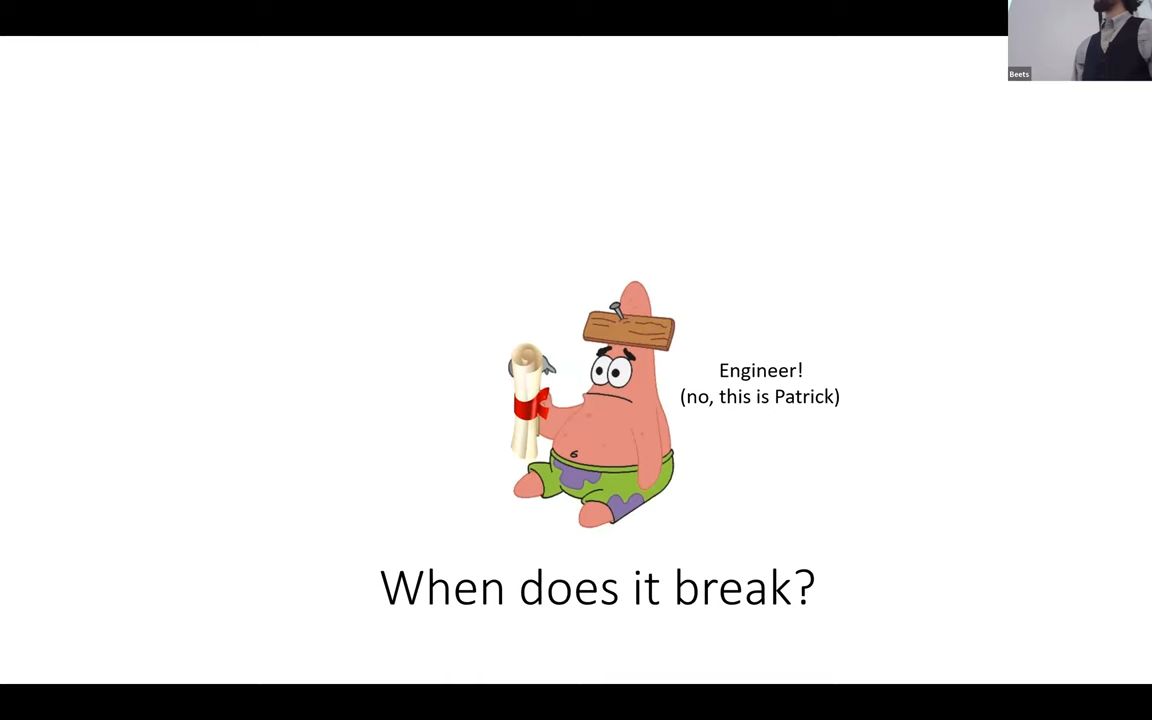 Beets
Engineer!
(no, this is Patrick)
When does it break?